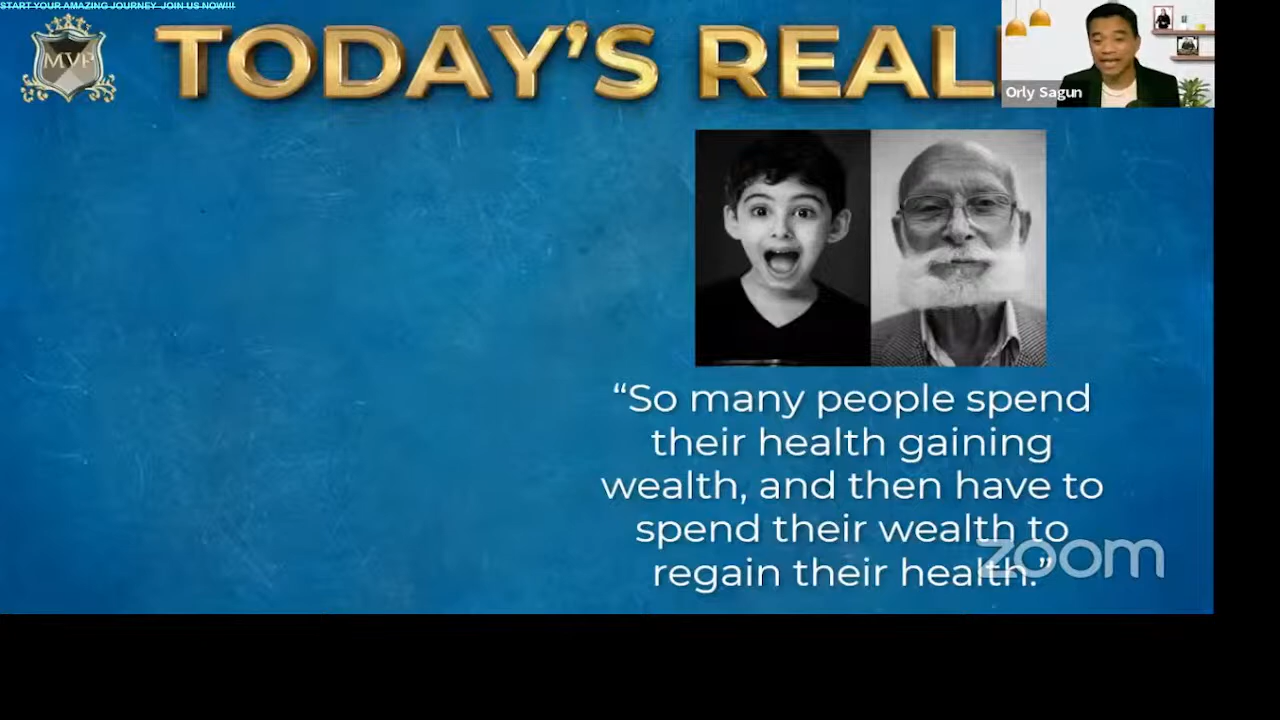 START YOUR AMAZING JOURNEY JOIN US NOW!!!
MVP
TODAY'S REAL
Orly Sagun
“So many people spend
their health gaining
wealth, and then have to
spend their wealth to
regain their health.”
zoom